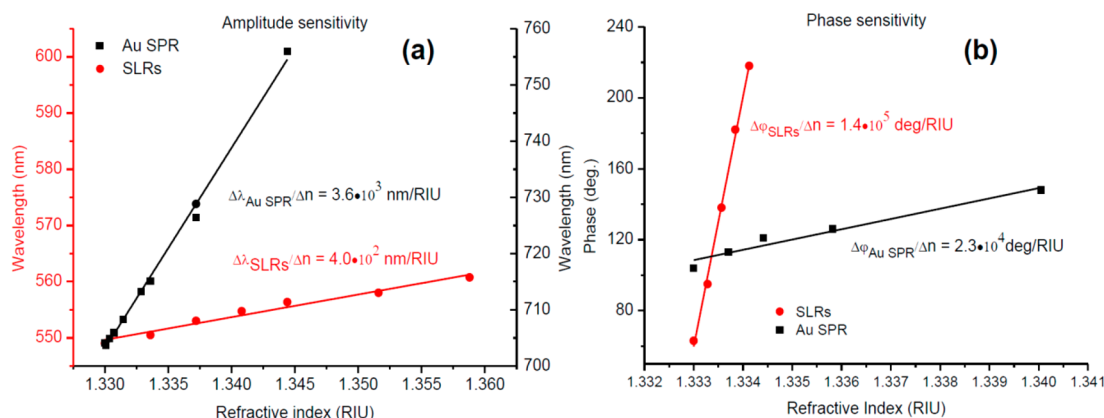 Amplitude sensitivity
(a)
Au SPR
SLRs
600
590
580
570
560
550
Wavelength (nm)
760
750
740
730
720
710
700
Wavelength (nm)
Δλ_Au SPR/Δn = 3.6•10^3 nm/RIU
Δλ_SLRs/Δn = 4.0•10^2 nm/RIU
1.330 1.335 1.340 1.345 1.350 1.355 1.360
Refractive index (RIU)
Phase sensitivity
(b)
240
200
160
120
80
Phase (deg.)
Δφ_SLRs/Δn = 1.4•10^5 deg/RIU
Δφ_Au SPR/Δn = 2.3•10^4 deg/RIU
SLRs
Au SPR
1.332 1.333 1.334 1.335 1.336 1.337 1.338 1.339 1.340 1.341
Refractive Index (RIU)